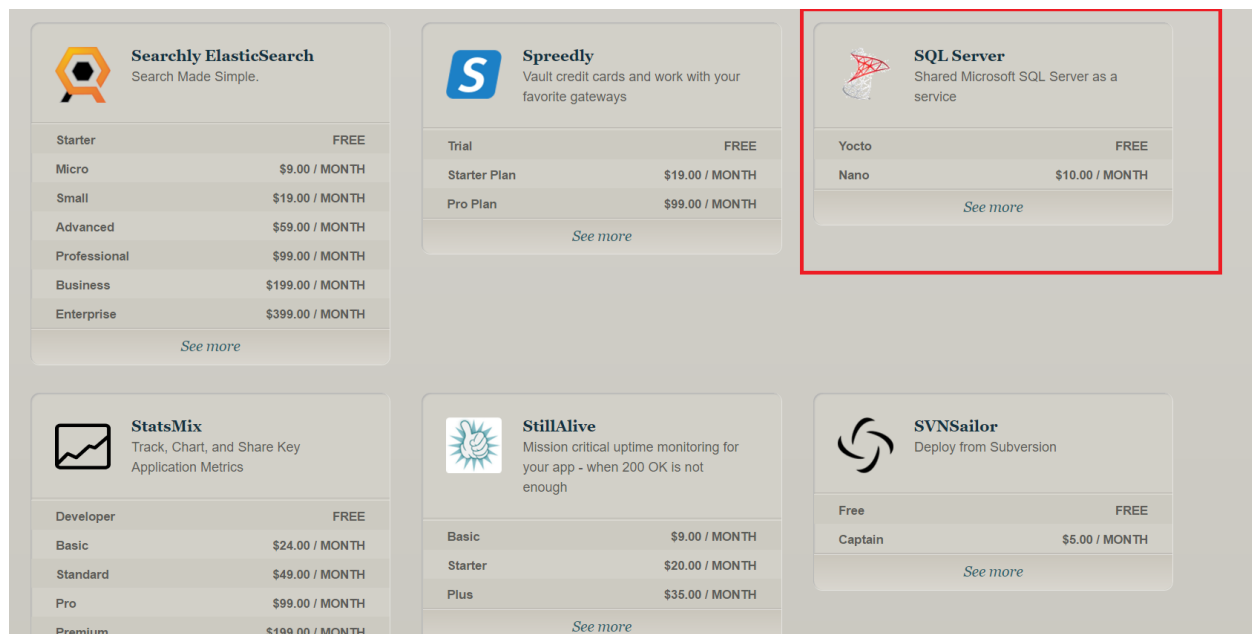 Searchly ElasticSearch
Search Made Simple.
Starter FREE
Micro $9.00 / MONTH
Small $19.00 / MONTH
Advanced $59.00 / MONTH
Professional $99.00 / MONTH
Business $199.00 / MONTH
Enterprise $399.00 / MONTH
See more
Spreedly
Vault credit cards and work with your
favorite gateways
Trial FREE
Starter Plan $19.00 / MONTH
Pro Plan $99.00 / MONTH
See more
SQL Server
Shared Microsoft SQL Server as a
service
Yocto FREE
Nano $10.00 / MONTH
See more
StatsMix
Track, Chart, and Share Key
Application Metrics
Developer FREE
Basic $24.00 / MONTH
Standard $49.00 / MONTH
Pro $99.00 / MONTH
Premium $199.00 / MONTH
StillAlive
Mission critical uptime monitoring for
your app - when 200 OK is not
enough
Basic $9.00 / MONTH
Starter $20.00 / MONTH
Plus $35.00 / MONTH
See more
SVNSailor
Deploy from Subversion
Free FREE
Captain $5.00 / MONTH
See more